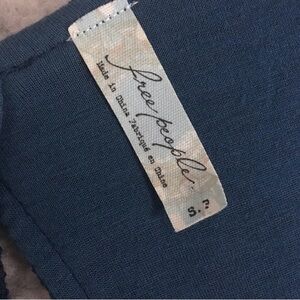 free people
Made in China Fabriqué en Chine
S. P.